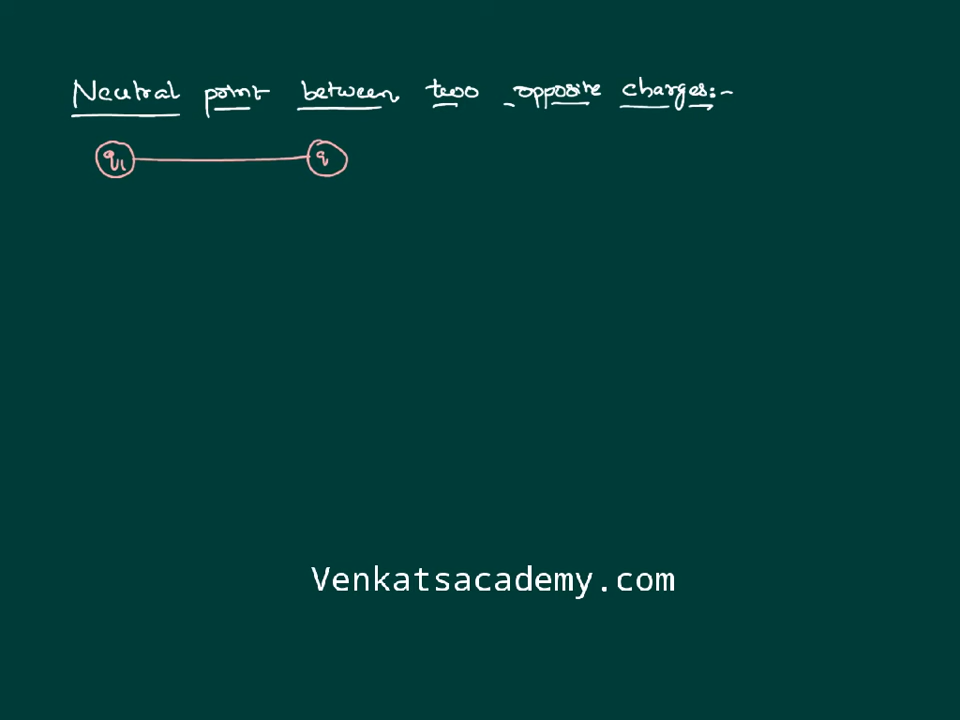 Neutral point between two opposite charges:-
q1 q
Venkatsacademy.com